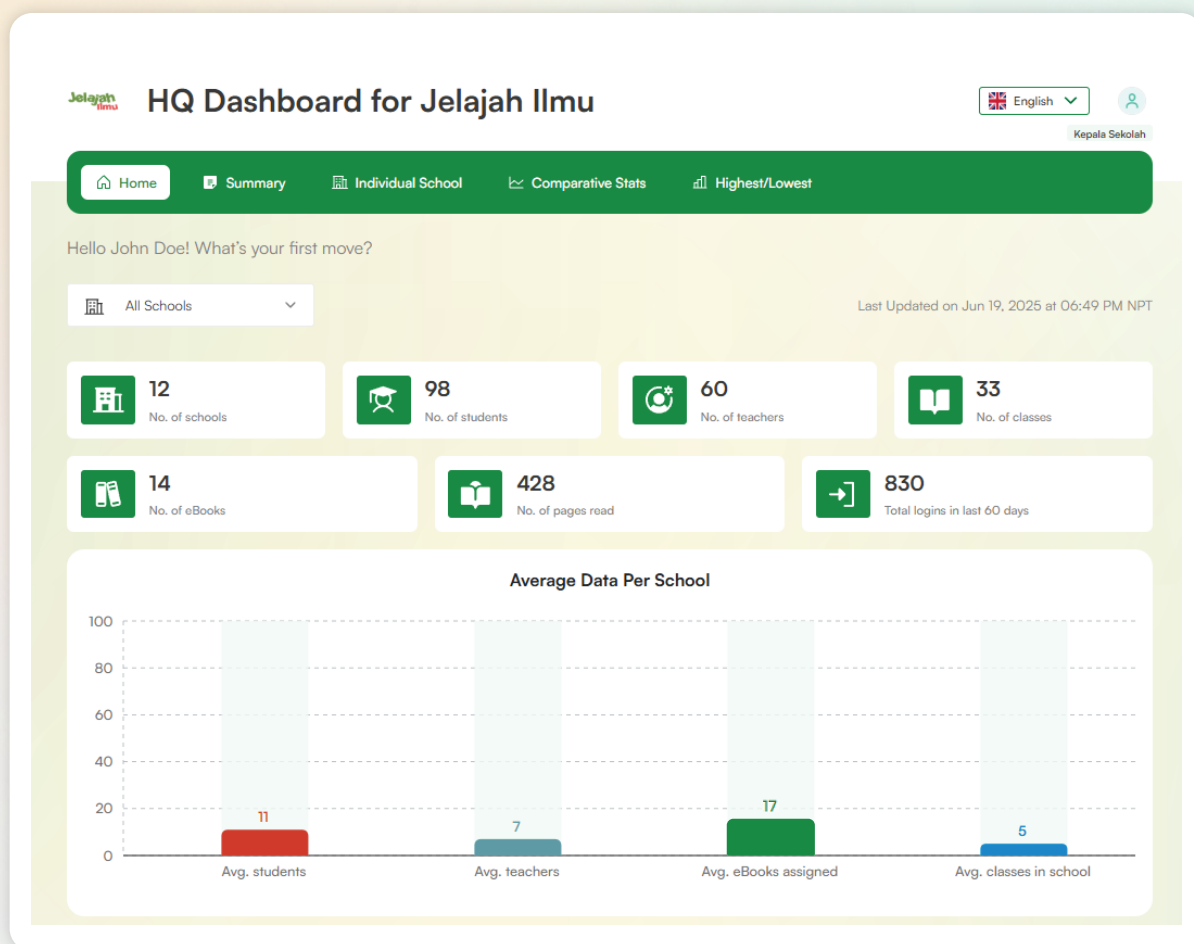 Jelajah
Ilmu
HQ Dashboard for Jelajah Ilmu
English
Kepala Sekolah
Home
Summary
Individual School
Comparative Stats
Highest/Lowest
Hello John Doe! What's your first move?
All Schools
Last Updated on Jun 19, 2025 at 06:49 PM NPT
12
No. of schools
98
No. of students
60
No. of teachers
33
No. of classes
14
No. of eBooks
428
No. of pages read
830
Total logins in last 60 days
Average Data Per School
100
80
60
40
20
0
11
7
17
5
Avg. students
Avg. teachers
Avg. eBooks assigned
Avg. classes in school